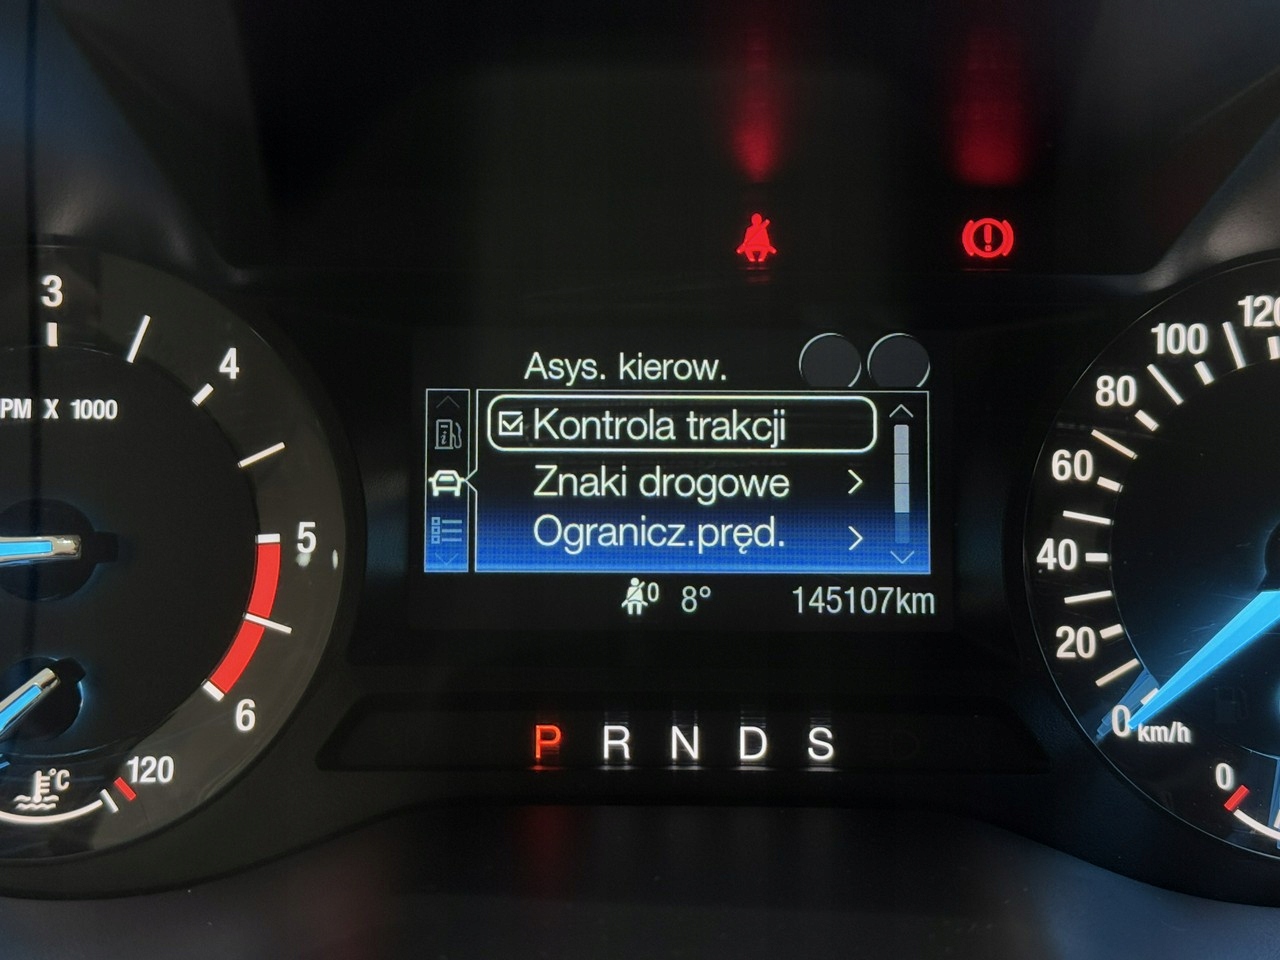 3
4
PM X 1000
5
6
120
°C
Asys. kierow.
Kontrola trakcji
Znaki drogowe
Ogranicz.pręd.
0 8° 145107km
P R N D S
120
100
80
60
40
20
0 km/h
0